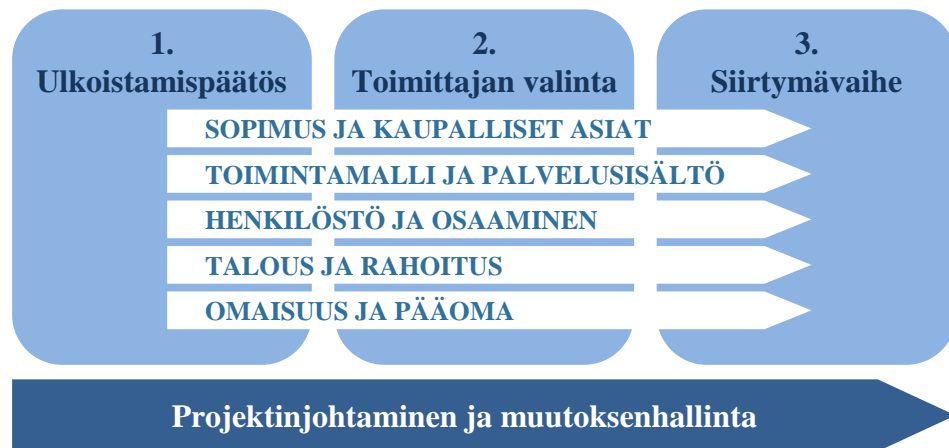 1.
Ulkoistamispäätös
2.
Toimittajan valinta
3.
Siirtymävaihe
SOPIMUS JA KAUPALLISET ASIAT
TOIMINTAMALLI JA PALVELUSISÄLTÖ
HENKILÖSTÖ JA OSAAMINEN
TALOUS JA RAHOITUS
OMAISUUS JA PÄÄOMA
Projektinjohtaminen ja muutoksenhallinta